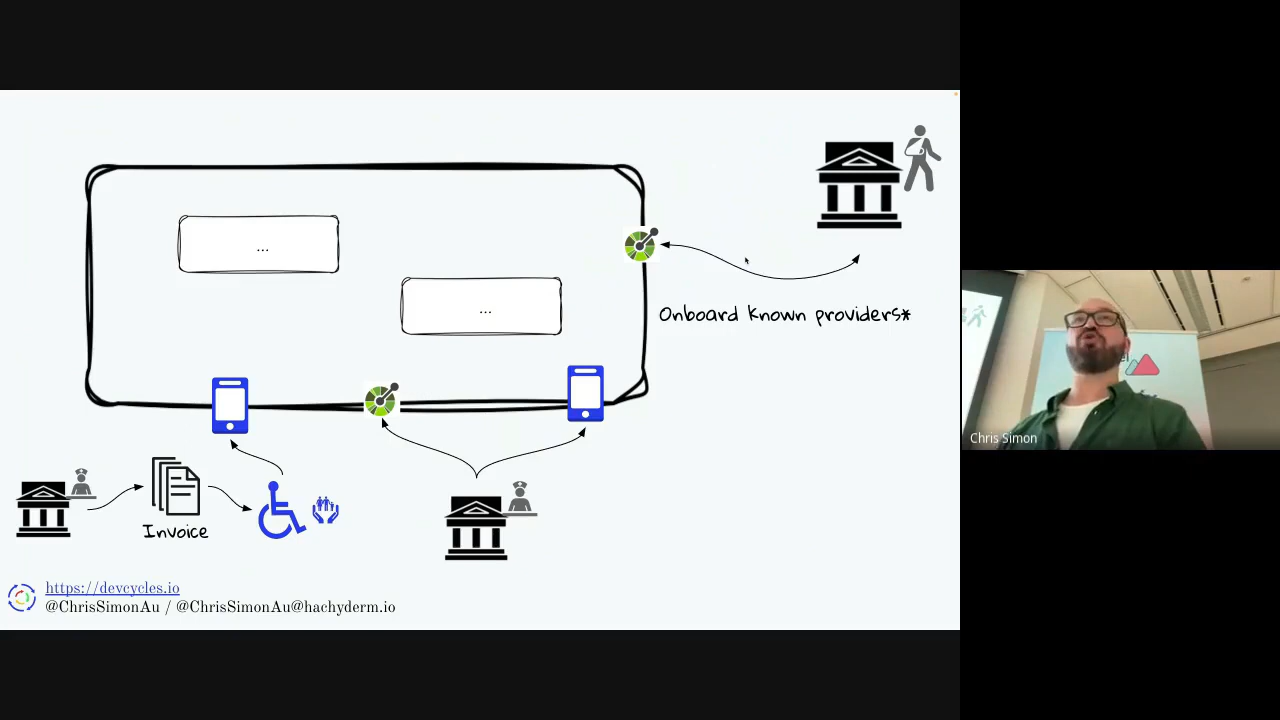 ...
...
Onboard known providers*
Invoice
https://devcycles.io
@ChrisSimonAu / @ChrisSimonAu@hachyderm.io
Chris Simon